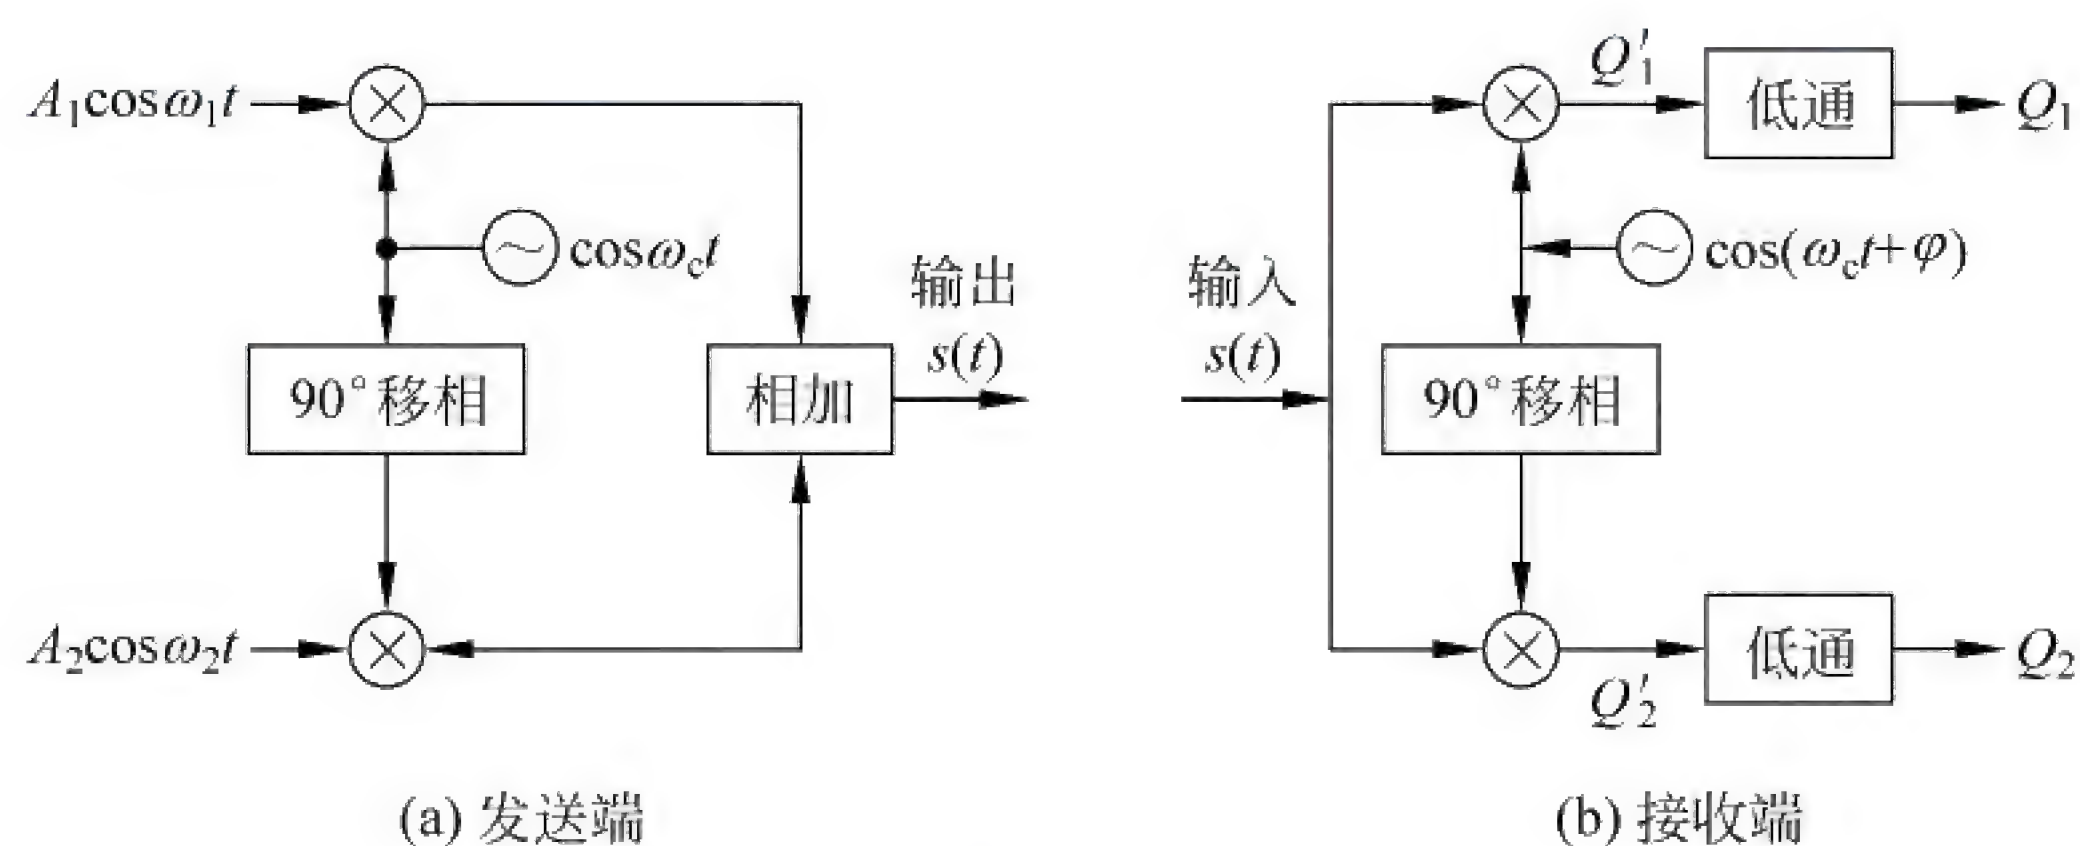 A₁cosω₁t
cosω_ct
90°移相
相加
输出
s(t)
A₂cosω₂t
(a) 发送端
输入
s(t)
Q′₁
低通
Q₁
cos(ω_ct+φ)
90°移相
Q′₂
低通
Q₂
(b) 接收端